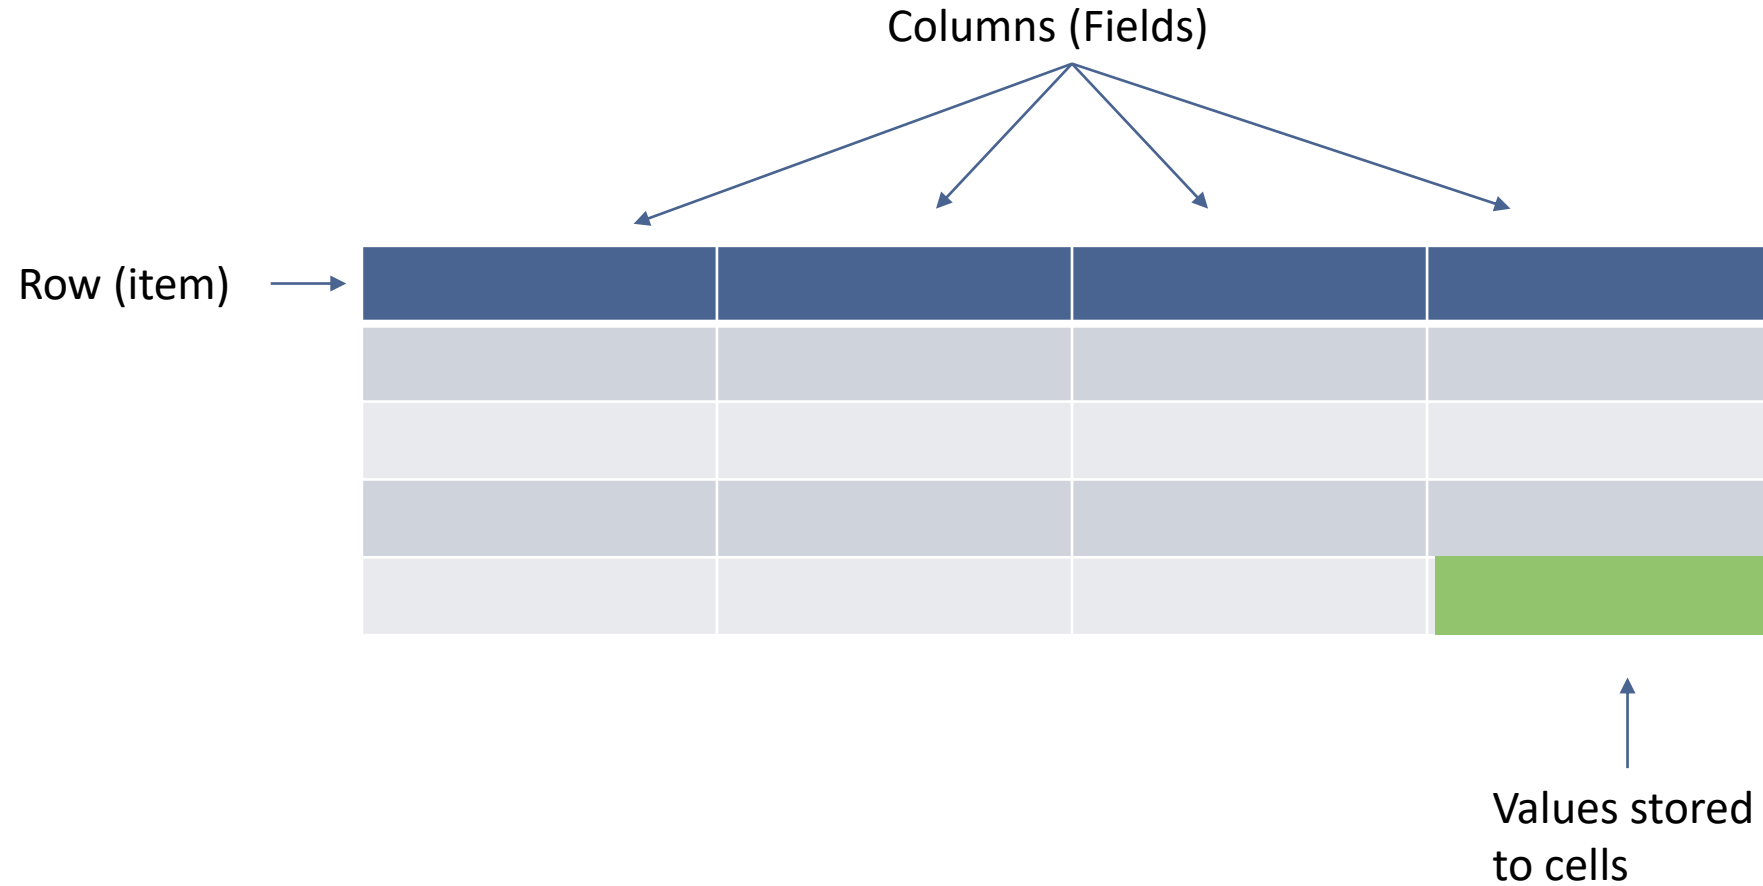 Columns (Fields)
Row (item)
Values stored
to cells